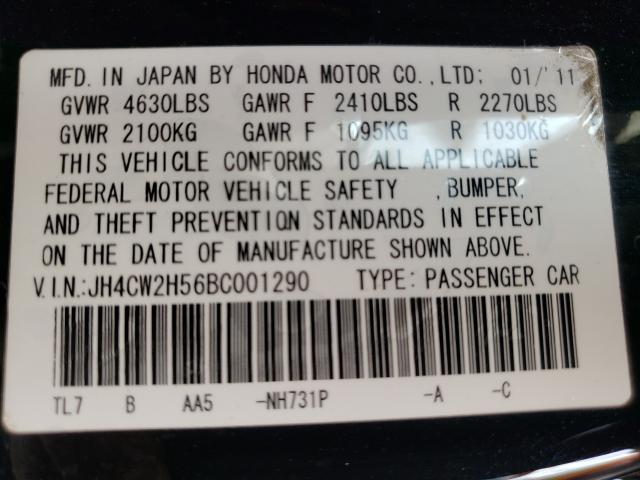 MFD. IN JAPAN BY HONDA MOTOR CO., LTD; 01/'11
GVWR 4630LBS GAWR F 2410LBS R 2270LBS
GVWR 2100KG GAWR F 1095KG R 1030KG
THIS VEHICLE CONFORMS TO ALL APPLICABLE
FEDERAL MOTOR VEHICLE SAFETY , BUMPER,
AND THEFT PREVENTION STANDARDS IN EFFECT
ON THE DATE OF MANUFACTURE SHOWN ABOVE.
V.I.N.:JH4CW2H56BC001290 TYPE: PASSENGER CAR
TL7 B AA5 -NH731P -A -C